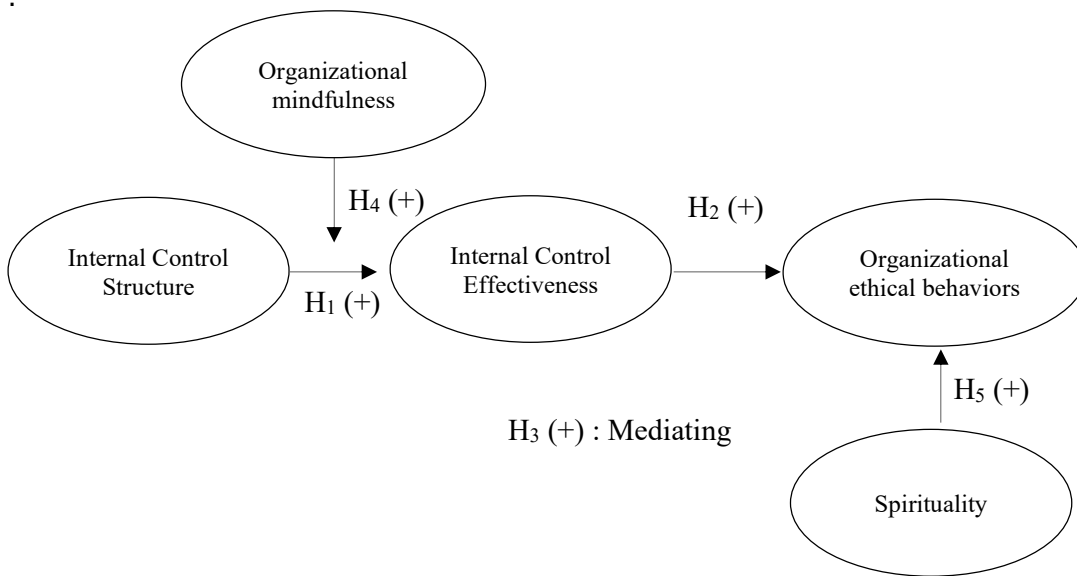 .
Organizational
mindfulness
H₄ (+)
H₂ (+)
Internal Control
Structure
Internal Control
Effectiveness
Organizational
ethical behaviors
H₁ (+)
H₅ (+)
H₃ (+) : Mediating
Spirituality